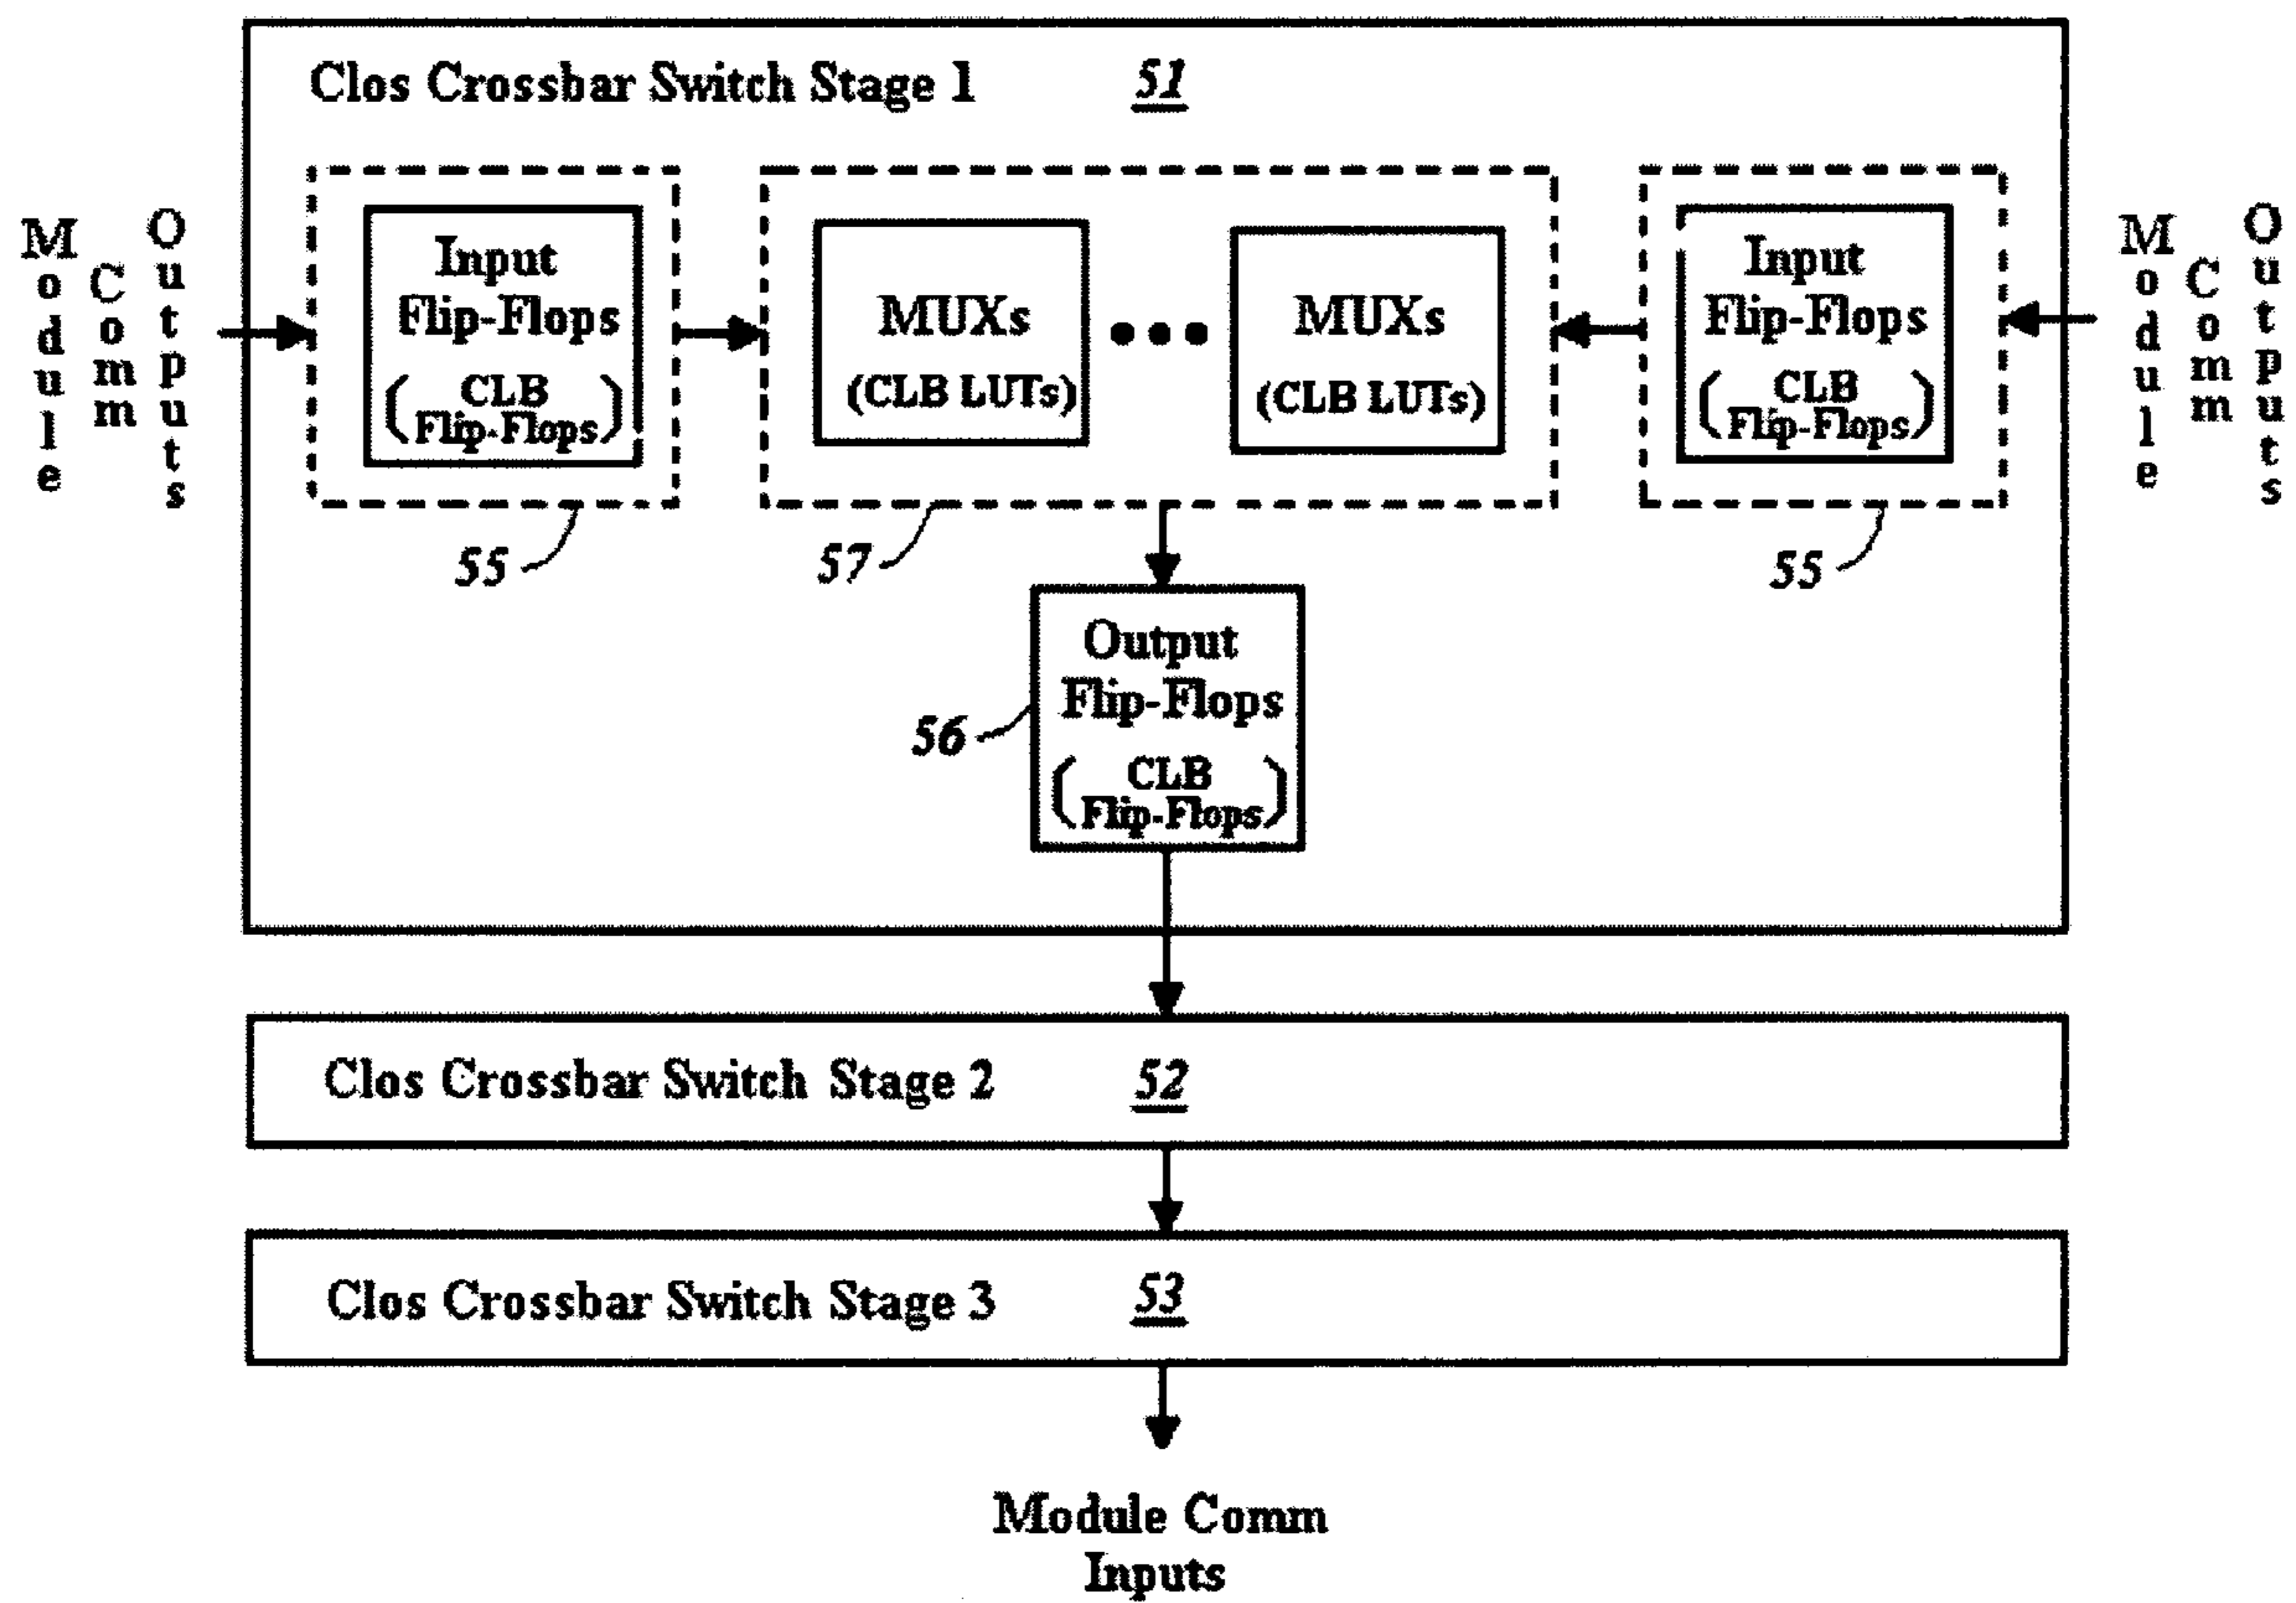 Clos Crossbar Switch Stage 1 51
Module
Comm
Outputs
Input
Flip-Flops
(CLB
Flip-Flops)
MUXs
(CLB LUTs)
•••
MUXs
(CLB LUTs)
Input
Flip-Flops
(CLB
Flip-Flops)
Module
Comm
Outputs
55
57
55
Output
Flip-Flops
(CLB
Flip-Flops)
56
Clos Crossbar Switch Stage 2 52
Clos Crossbar Switch Stage 3 53
Module Comm
Inputs